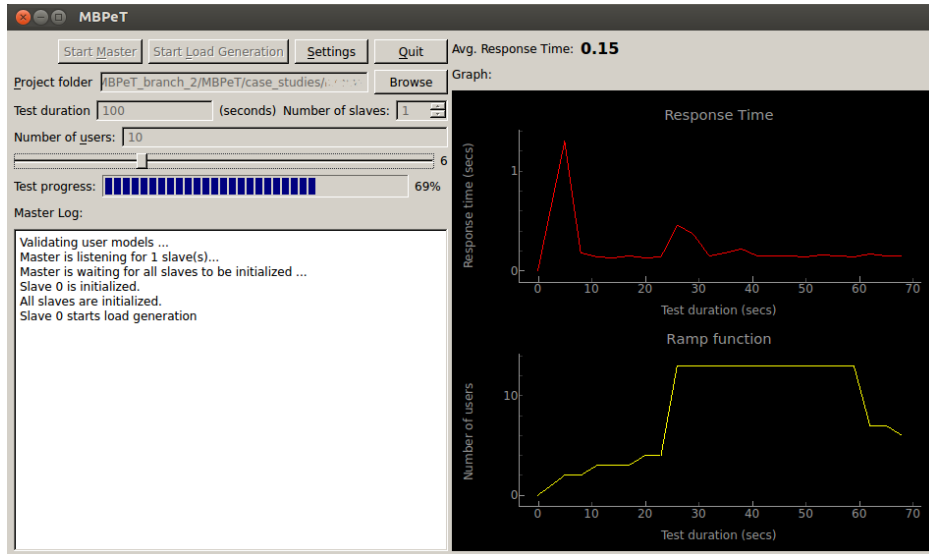 MBPeT
Start Master Start Load Generation Settings Quit
Project folder MBPeT_branch_2/MBPeT/case_studies/ Browse
Test duration 100 (seconds) Number of slaves: 1
Number of users: 10
6
Test progress: 69%
Master Log:
Validating user models ...
Master is listening for 1 slave(s)...
Master is waiting for all slaves to be initialized ...
Slave 0 is initialized.
All slaves are initialized.
Slave 0 starts load generation
Avg. Response Time: 0.15
Graph:
Response Time
Response time (secs)
1
0
0 10 20 30 40 50 60 70
Test duration (secs)
Ramp function
Number of users
10
0
0 10 20 30 40 50 60 70
Test duration (secs)